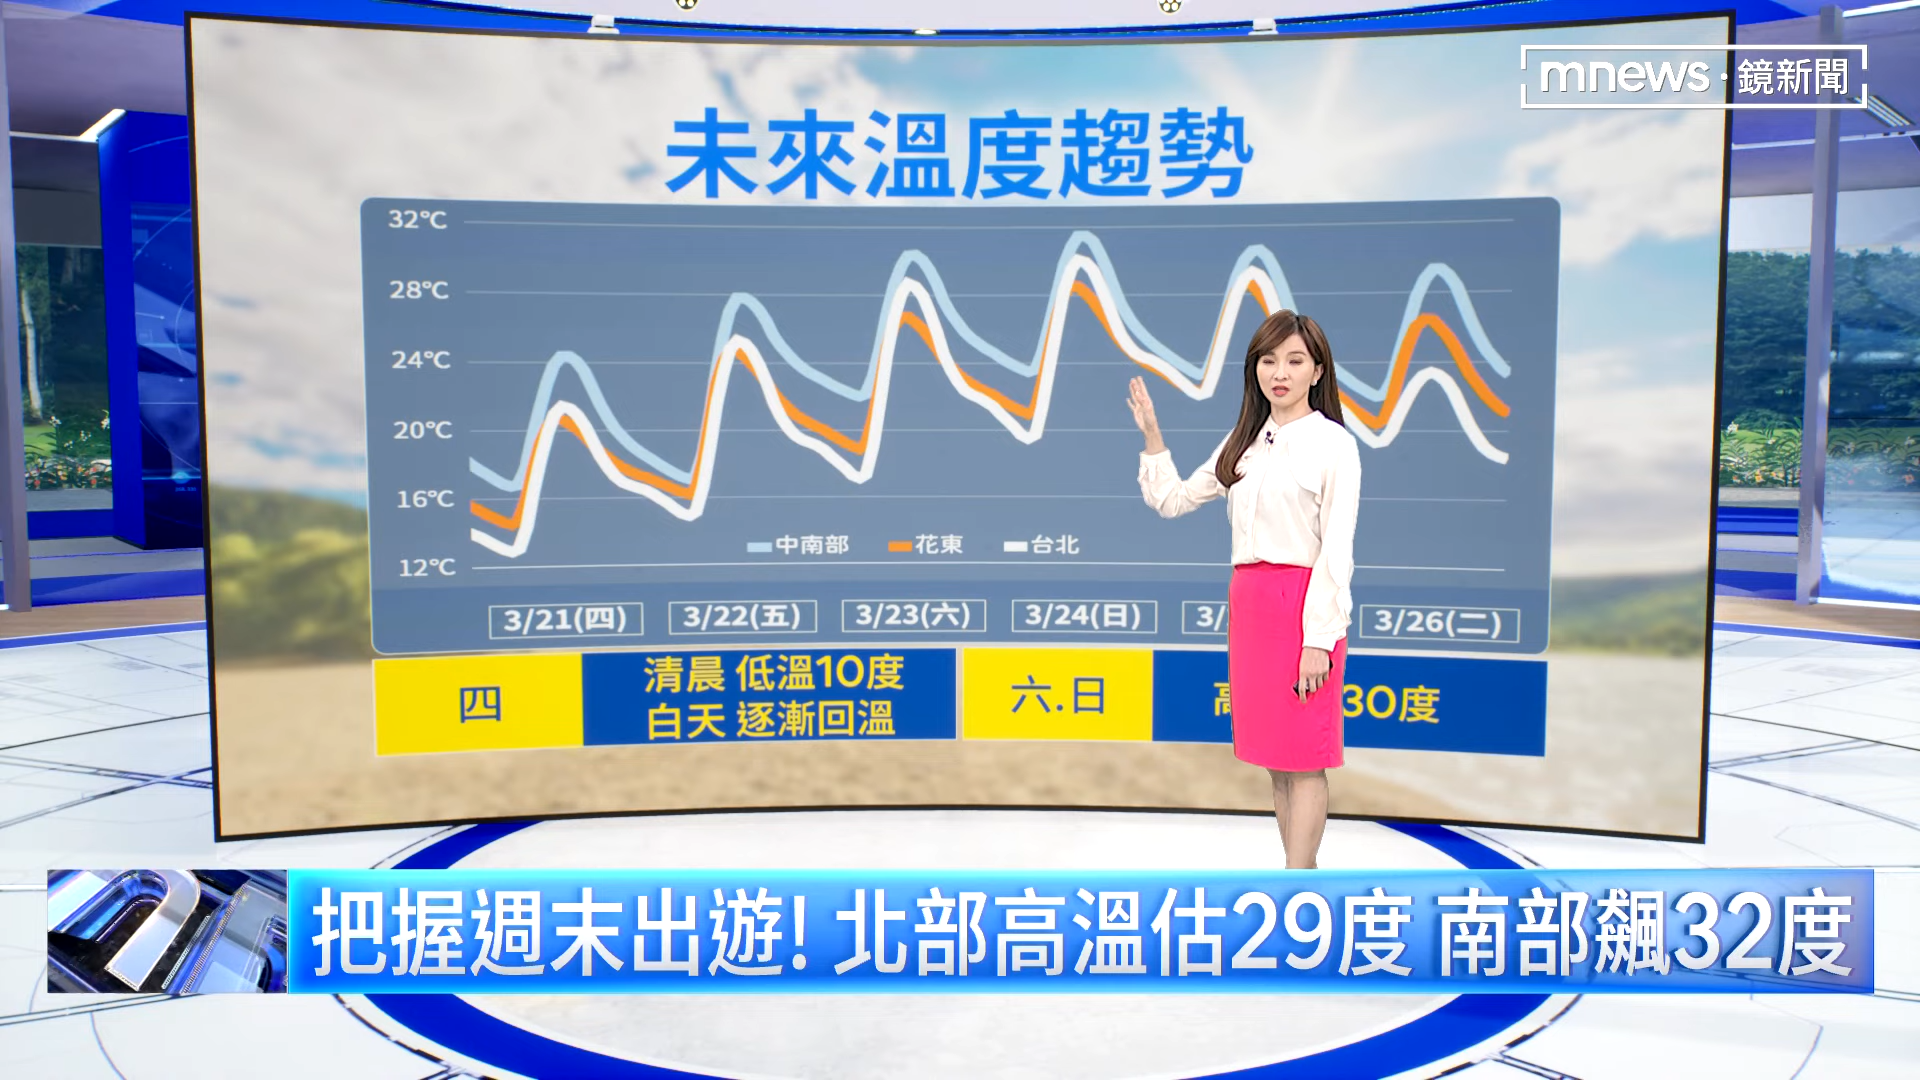 mnews·鏡新聞
未來溫度趨勢
32℃
28℃
24℃
20℃
16℃
12℃
中南部 花東 台北
3/21(四) 3/22(五) 3/23(六) 3/24(日) 3/ 3/26(二)
四
清晨 低溫10度
白天 逐漸回溫
六.日
高 30度
把握週末出遊! 北部高溫估29度 南部飆32度